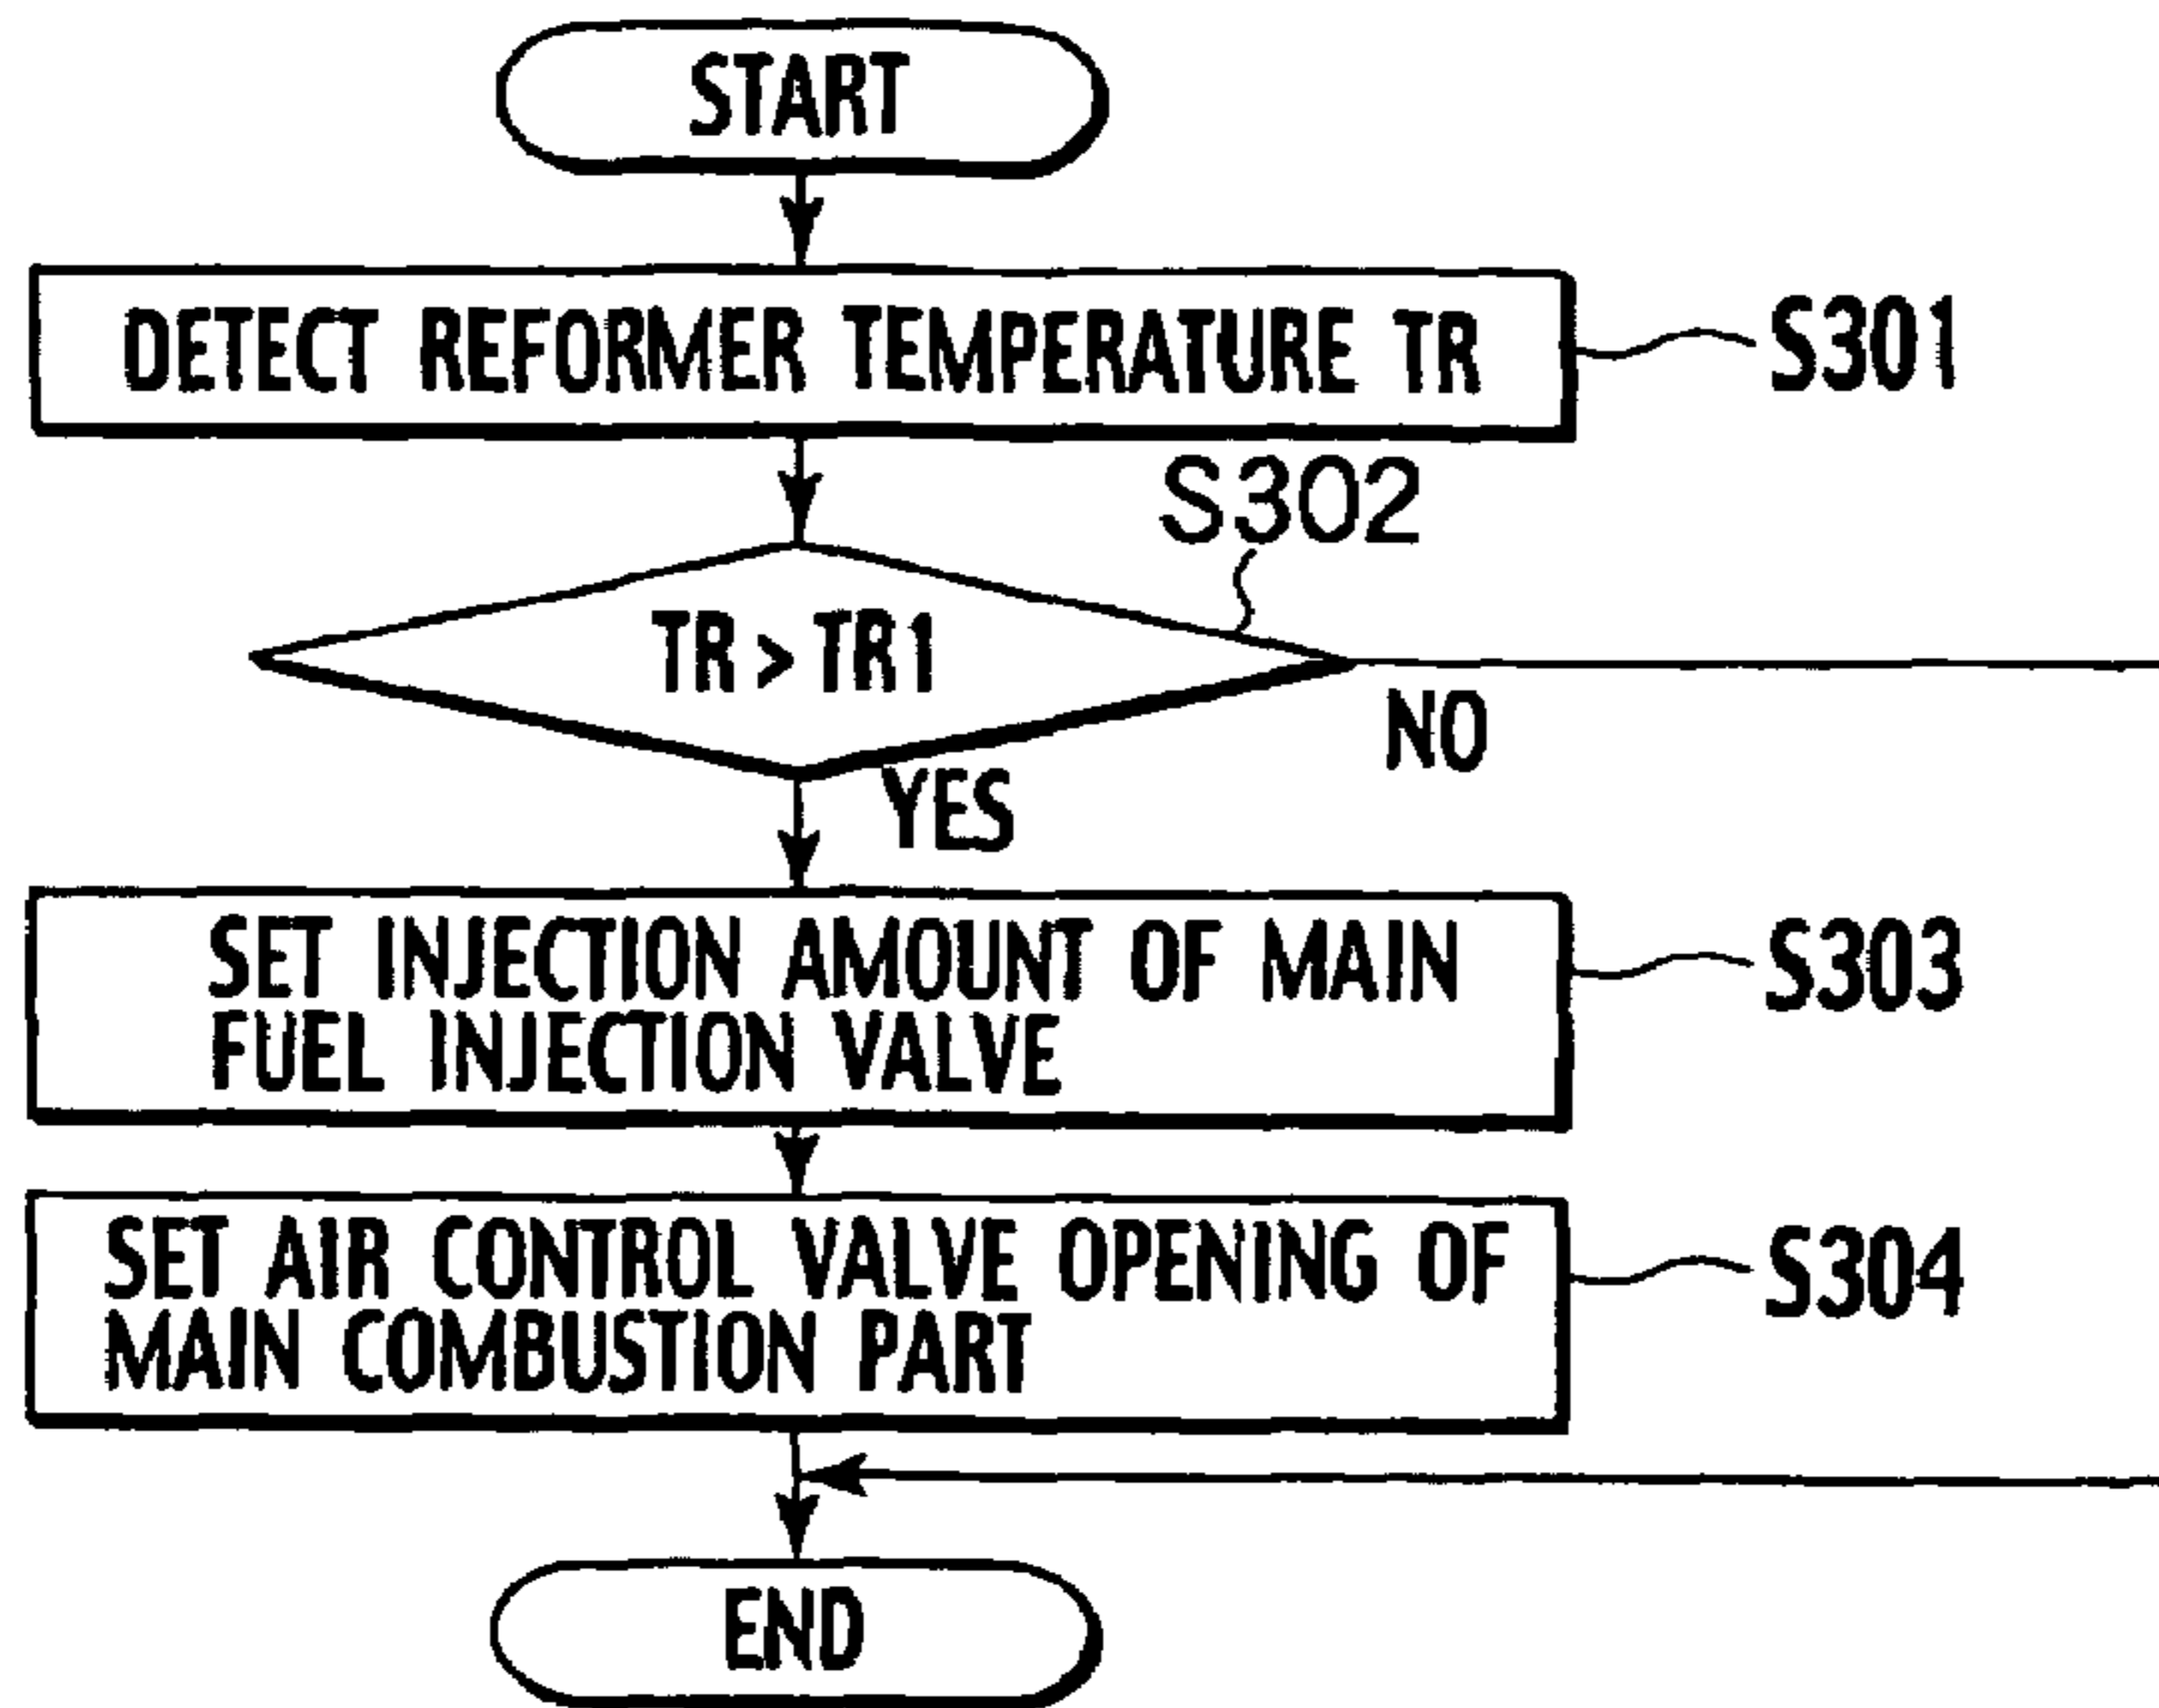 START
DETECT REFORMER TEMPERATURE TR
S301
S302
TR > TR1
NO
YES
SET INJECTION AMOUNT OF MAIN
FUEL INJECTION VALVE
S303
SET AIR CONTROL VALVE OPENING OF
MAIN COMBUSTION PART
S304
END